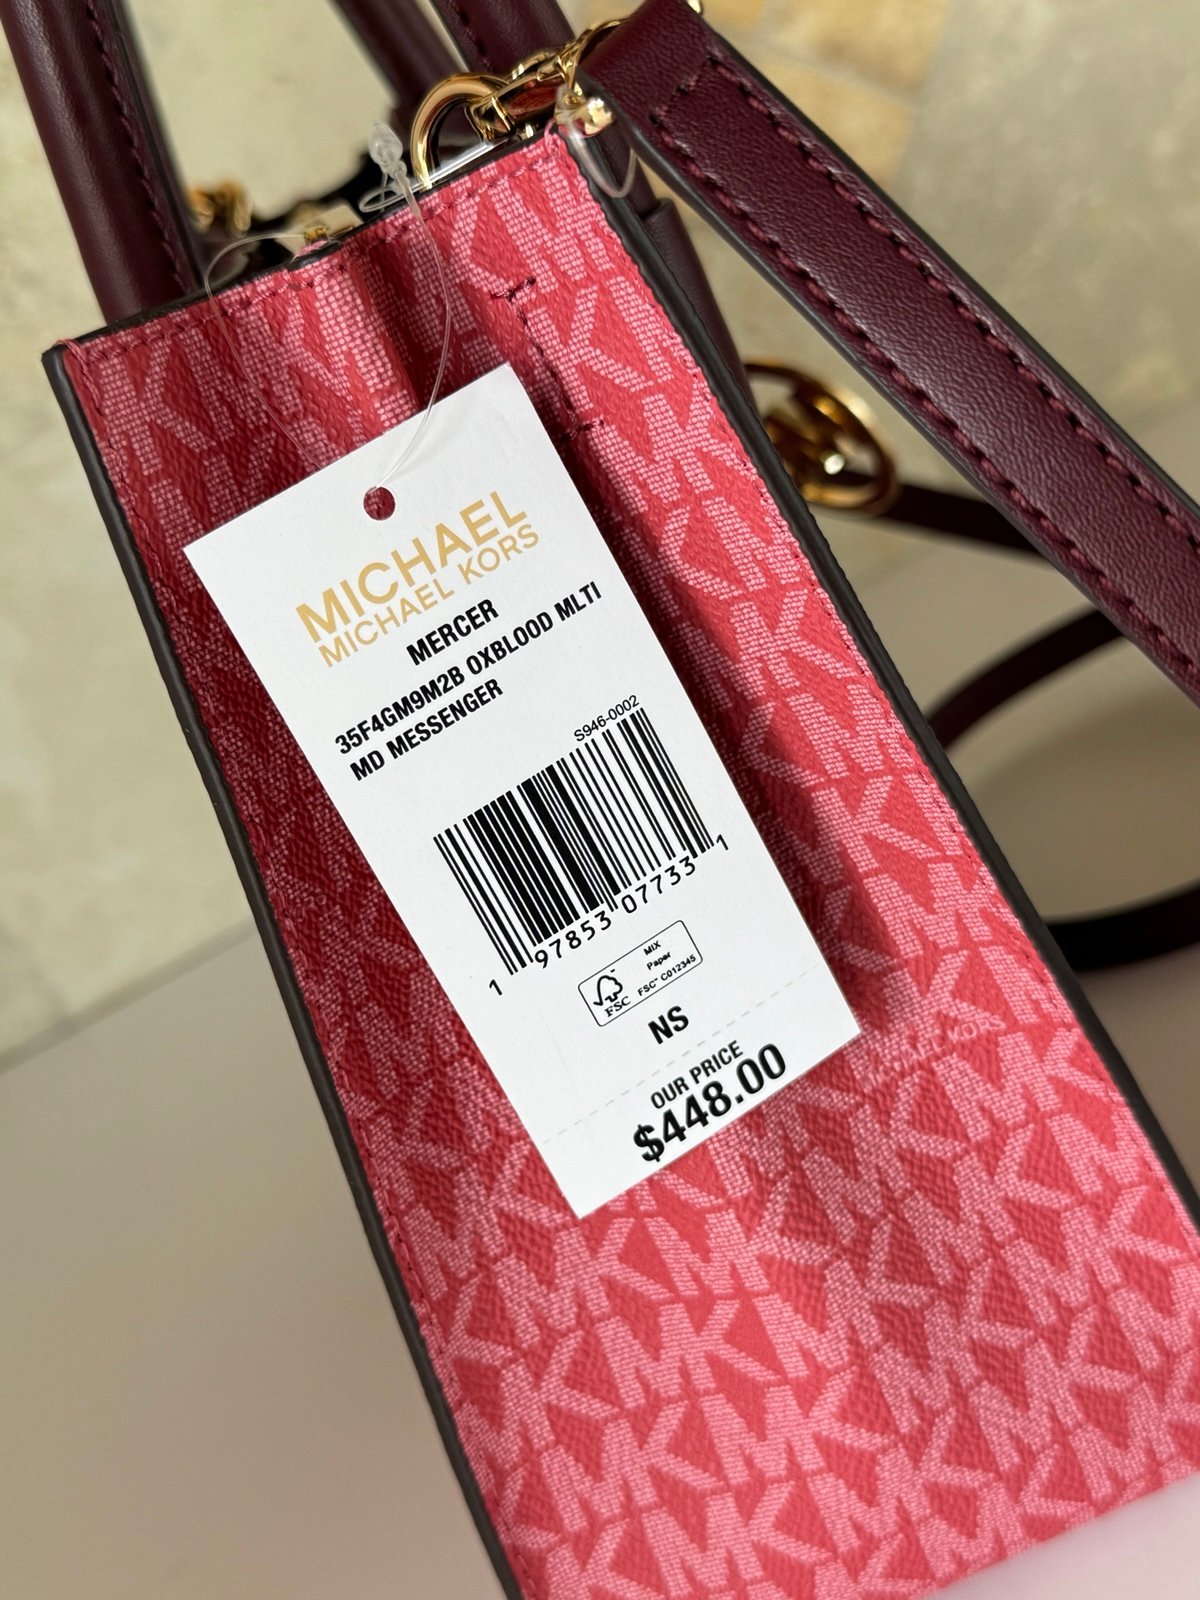 MICHAEL
MICHAEL KORS
MERCER
35F4GM9M2B OXBLOOD MLTI
MD MESSENGER
S946-0002
1 97853 07733 1
MIX
Paper
FSC™ C012345
FSC
NS
OUR PRICE
$448.00
MICHAEL KORS